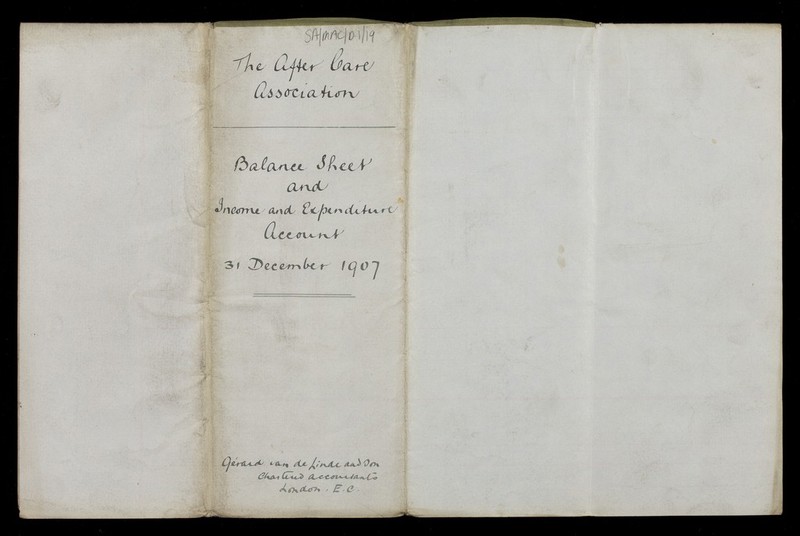 SA/MAC/D1/19
The After Care
Association
Balance Sheet
and
Income and Expenditure
Account
31 December 1907
Gérard van de Linde and Son
Chartered Accountants
London. E.C.